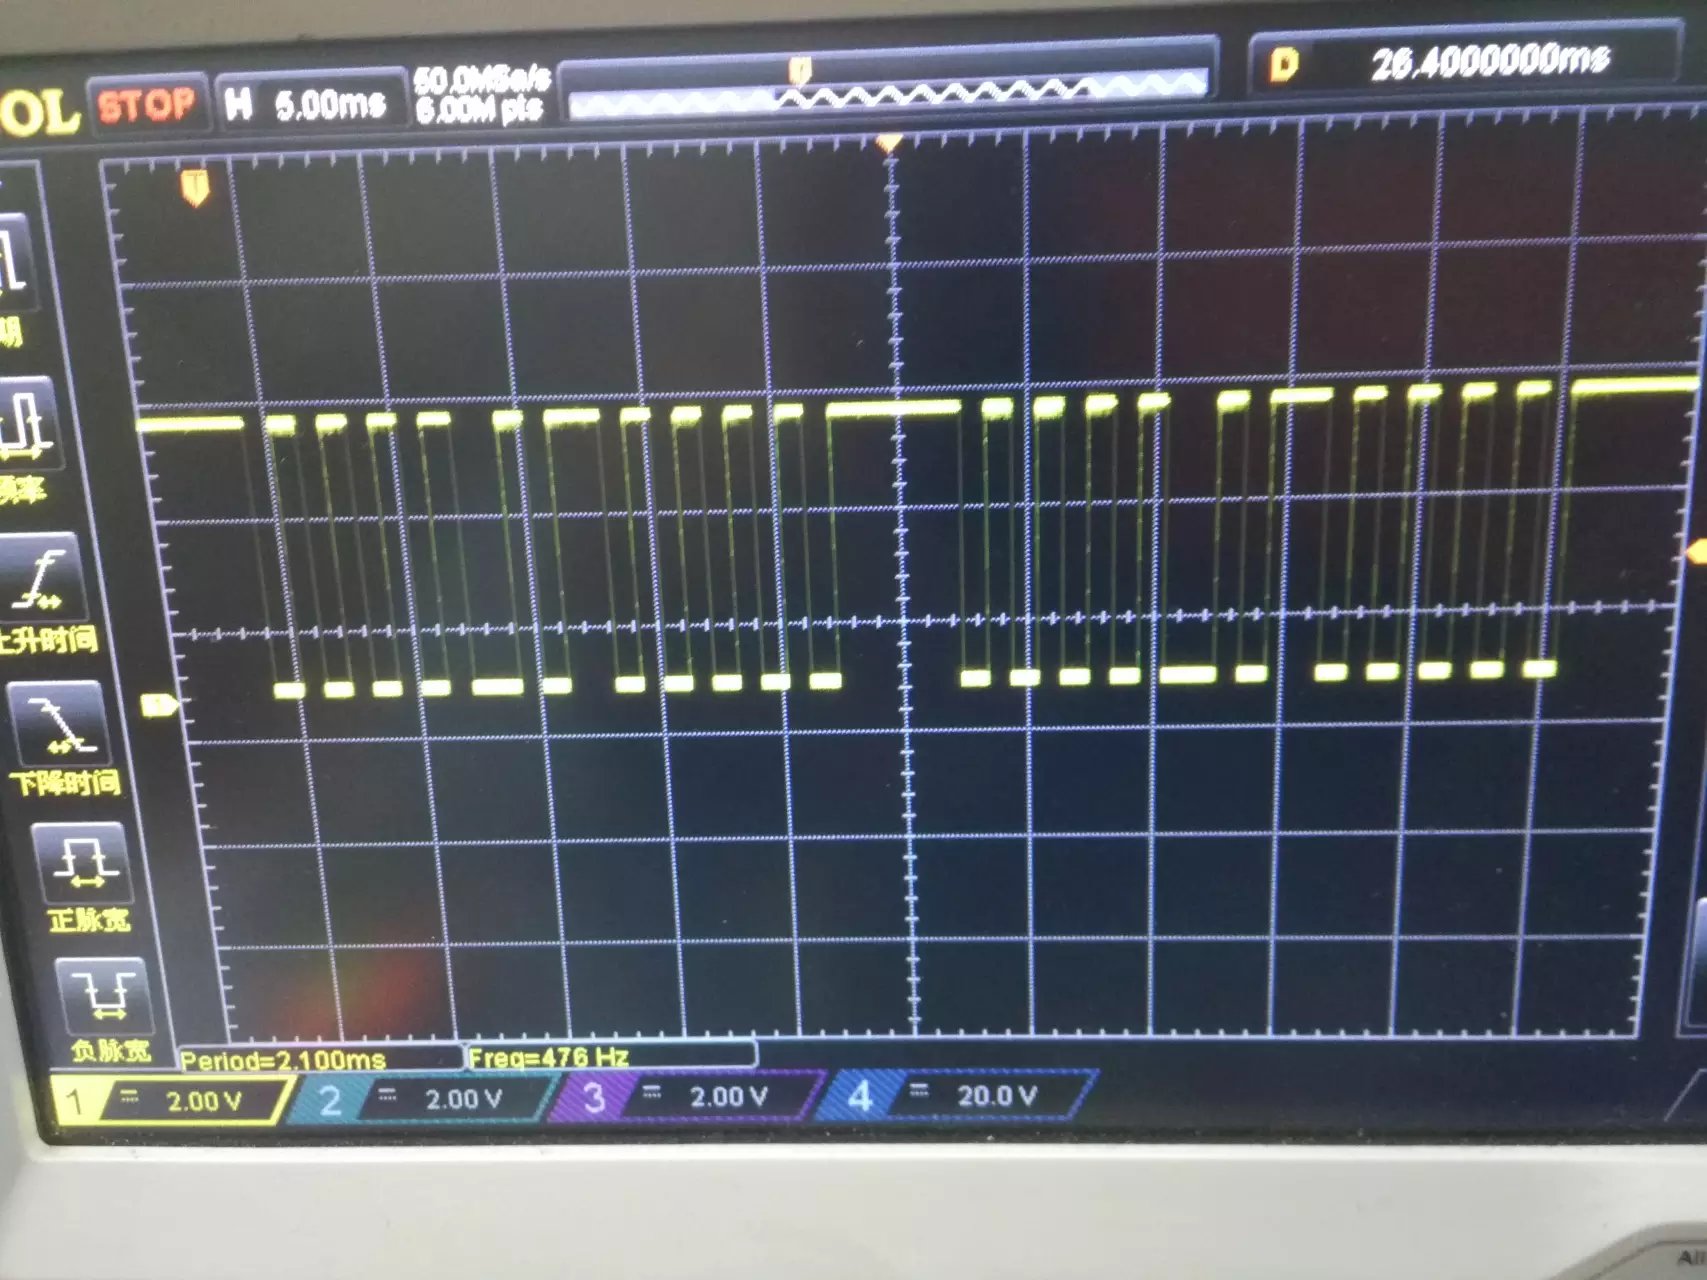 OL
STOP
H 5.00ms
50.0MSa/s
6.00M pts
T
D 26.4000000ms
T
期
频率
上升时间
下降时间
正脉宽
负脉宽
Period=2.100ms
Freq=476 Hz
1 2.00 V
2 2.00 V
3 2.00 V
4 20.0 V
All